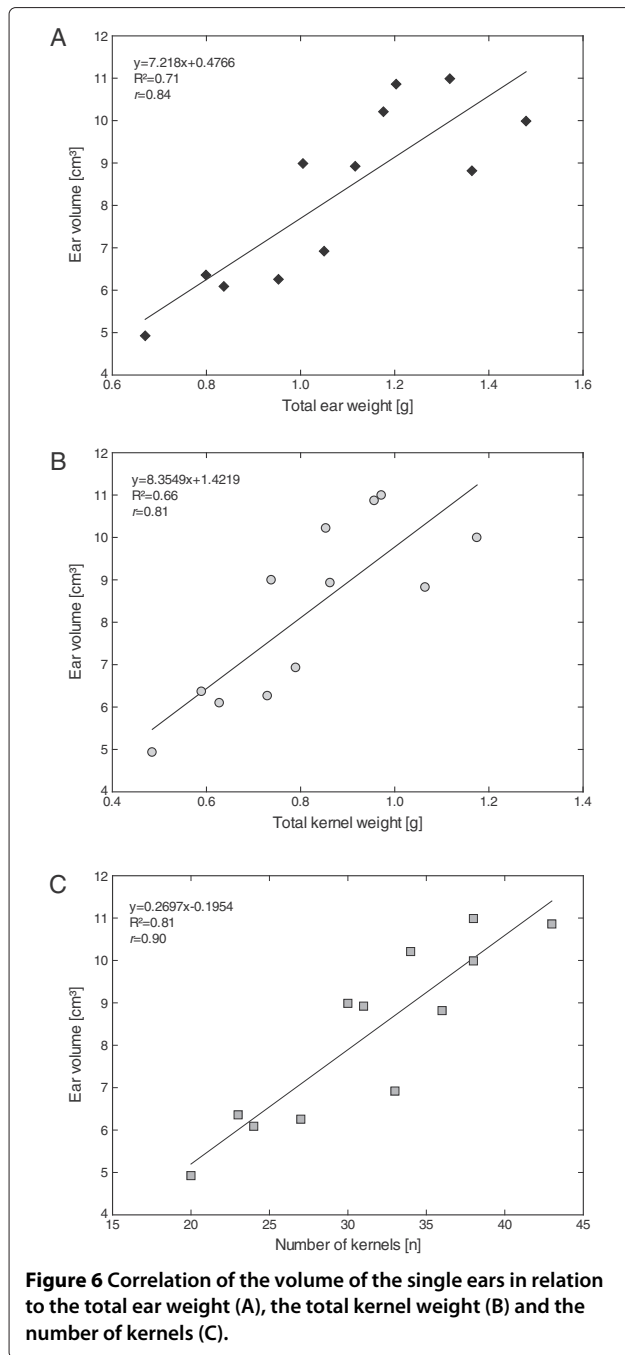 A
y=7.218x+0.4766
R²=0.71
r=0.84
12
11
10
9
8
7
6
5
4
Ear volume [cm³]
0.6 0.8 1.0 1.2 1.4 1.6
Total ear weight [g]
B
y=8.3549x+1.4219
R²=0.66
r=0.81
12
11
10
9
8
7
6
5
4
Ear volume [cm³]
0.4 0.6 0.8 1.0 1.2 1.4
Total kernel weight [g]
C
y=0.2697x-0.1954
R²=0.81
r=0.90
12
11
10
9
8
7
6
5
4
Ear volume [cm³]
15 20 25 30 35 40 45
Number of kernels [n]
Figure 6 Correlation of the volume of the single ears in relation
to the total ear weight (A), the total kernel weight (B) and the
number of kernels (C).